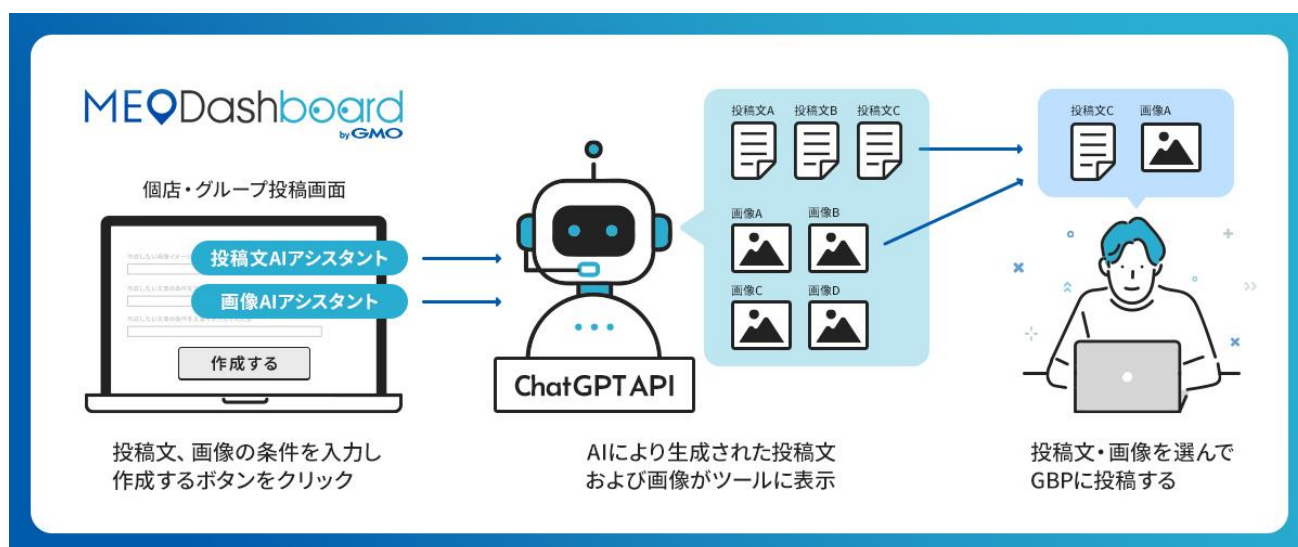 MEODashboard
by GMO
個店・グループ投稿画面
投稿文AIアシスタント
画像AIアシスタント
作成する
投稿文、画像の条件を入力し
作成するボタンをクリック
投稿文A 投稿文B 投稿文C
画像A 画像B
画像C 画像D
ChatGPT API
AIにより生成された投稿文
および画像がツールに表示
投稿文C 画像A
投稿文・画像を選んで
GBPに投稿する